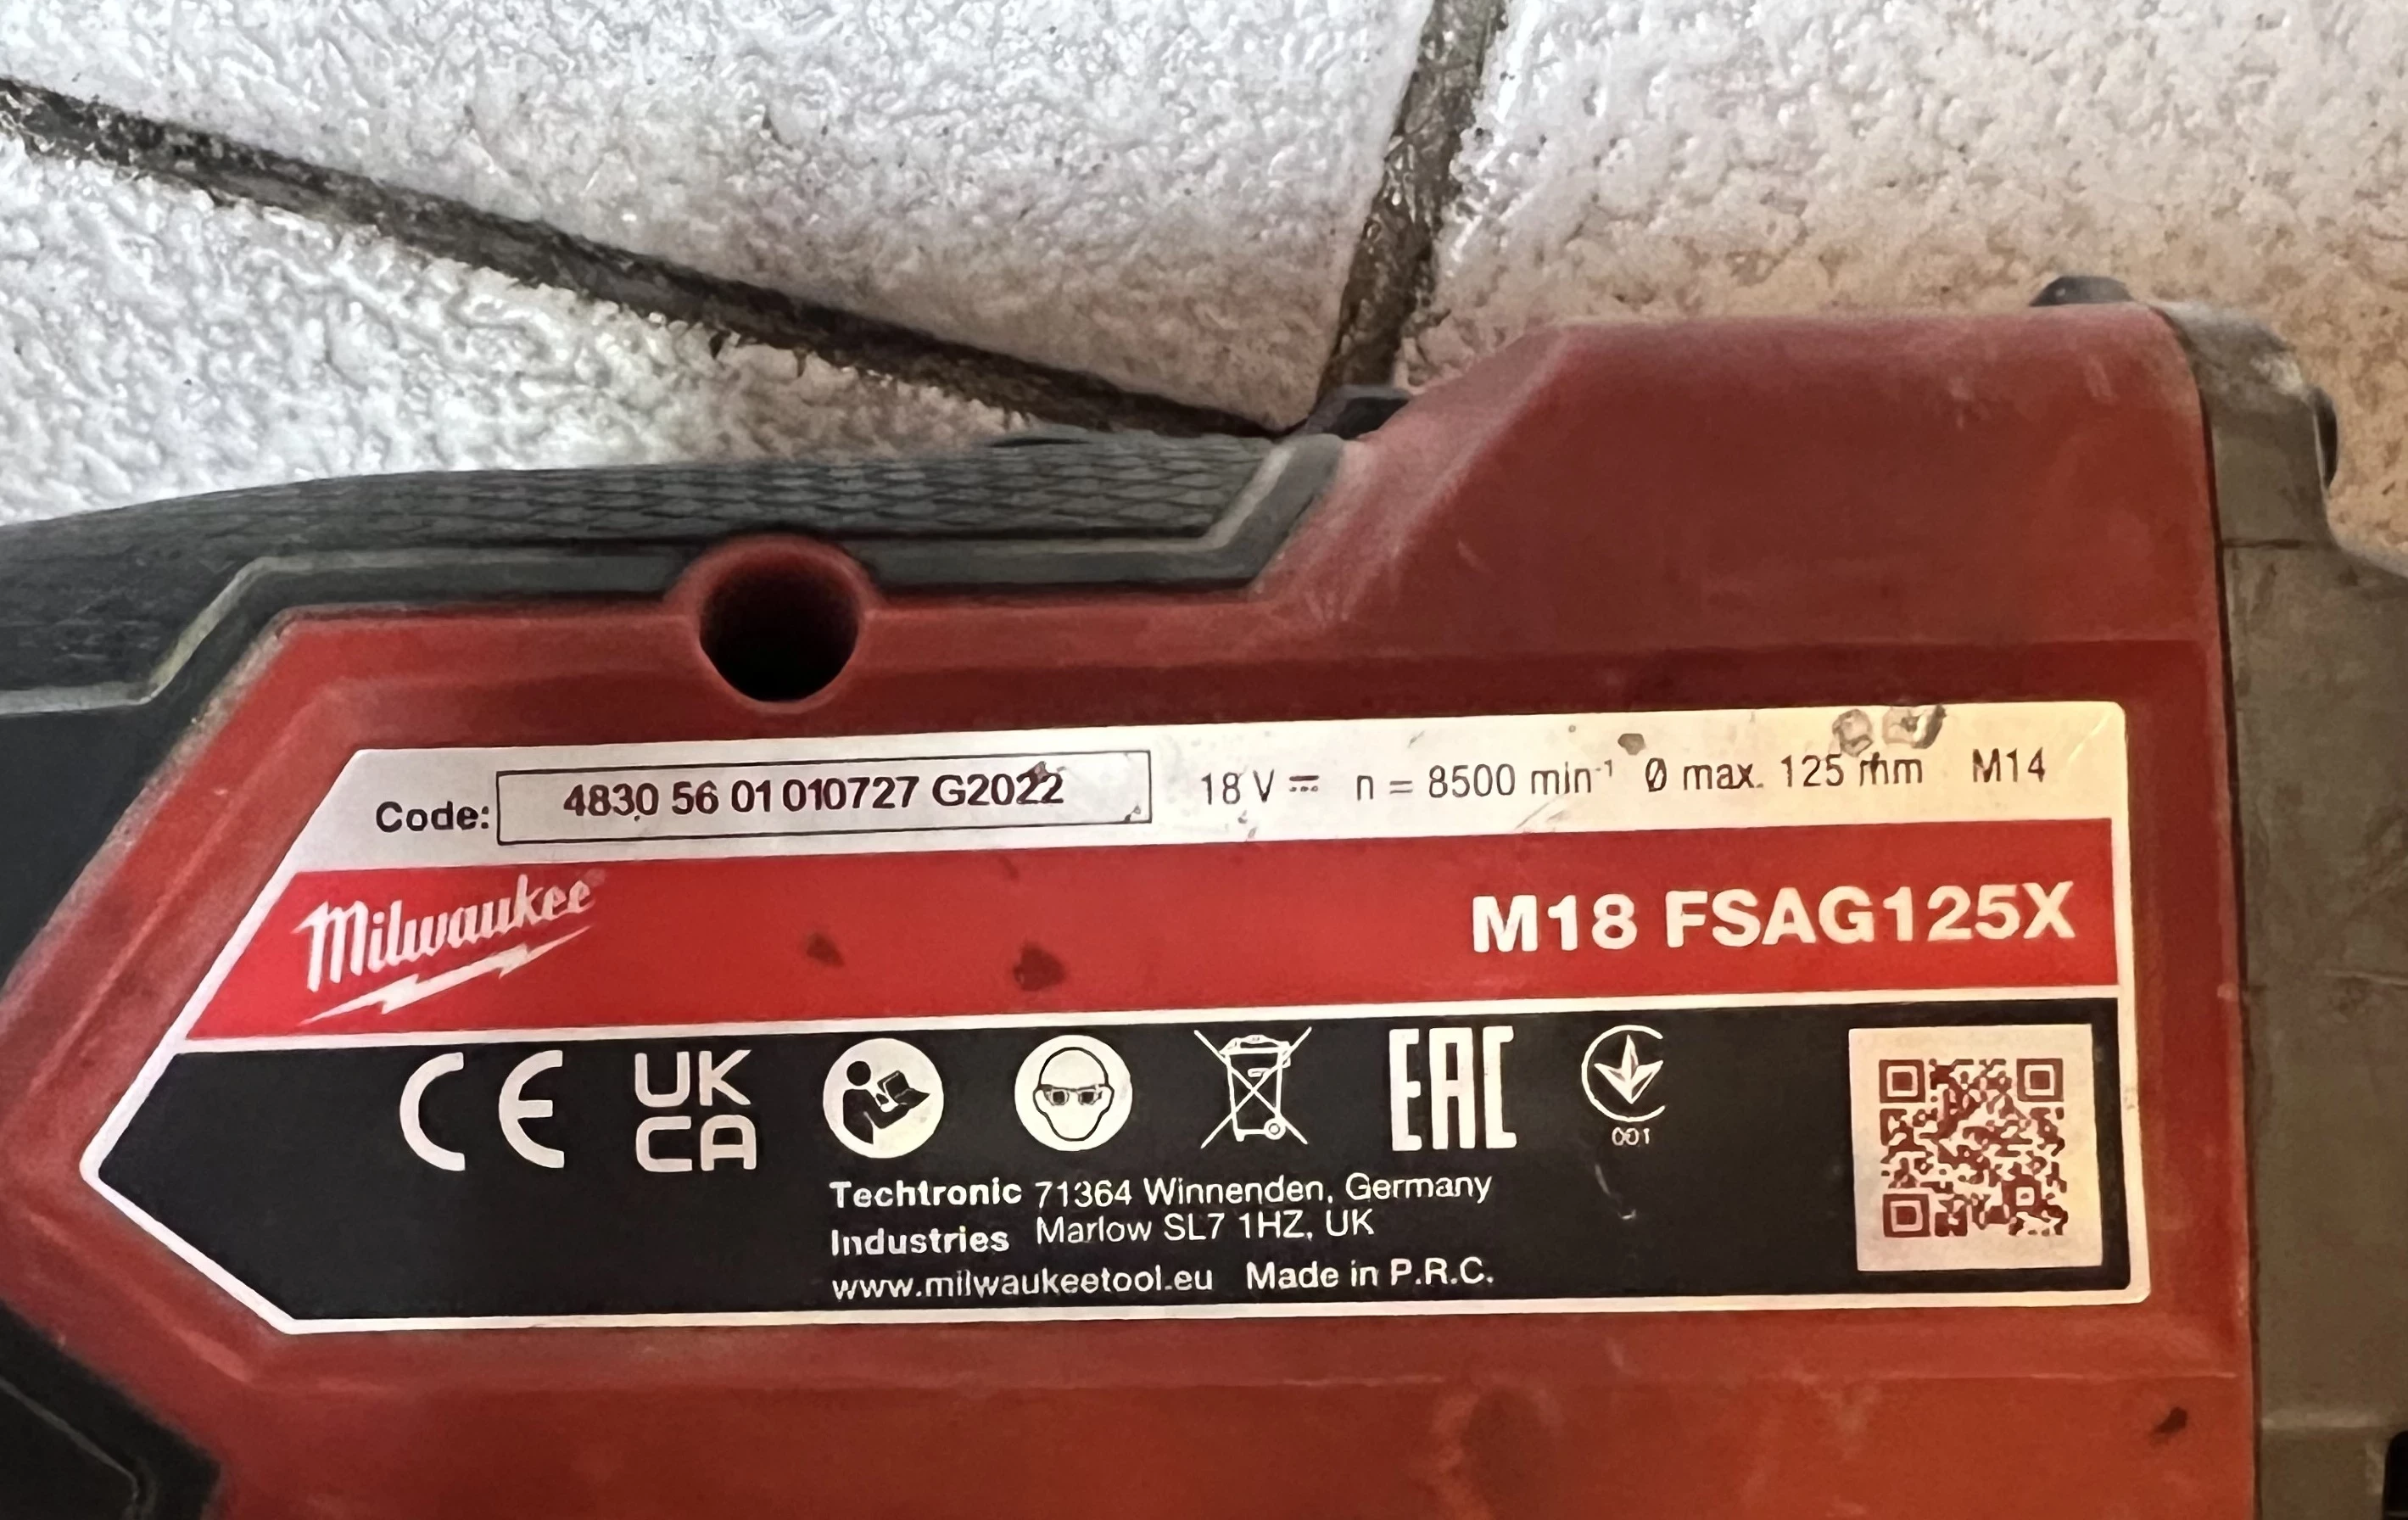 Code: 4830 56 01 010727 G2022 18 V ⎓ n = 8500 min⁻¹ Ø max. 125 mm M14
Milwaukee® M18 FSAG125X
CE UK CA EAC 001
Techtronic Industries
71364 Winnenden, Germany
Marlow SL7 1HZ, UK
www.milwaukeetool.eu Made in P.R.C.